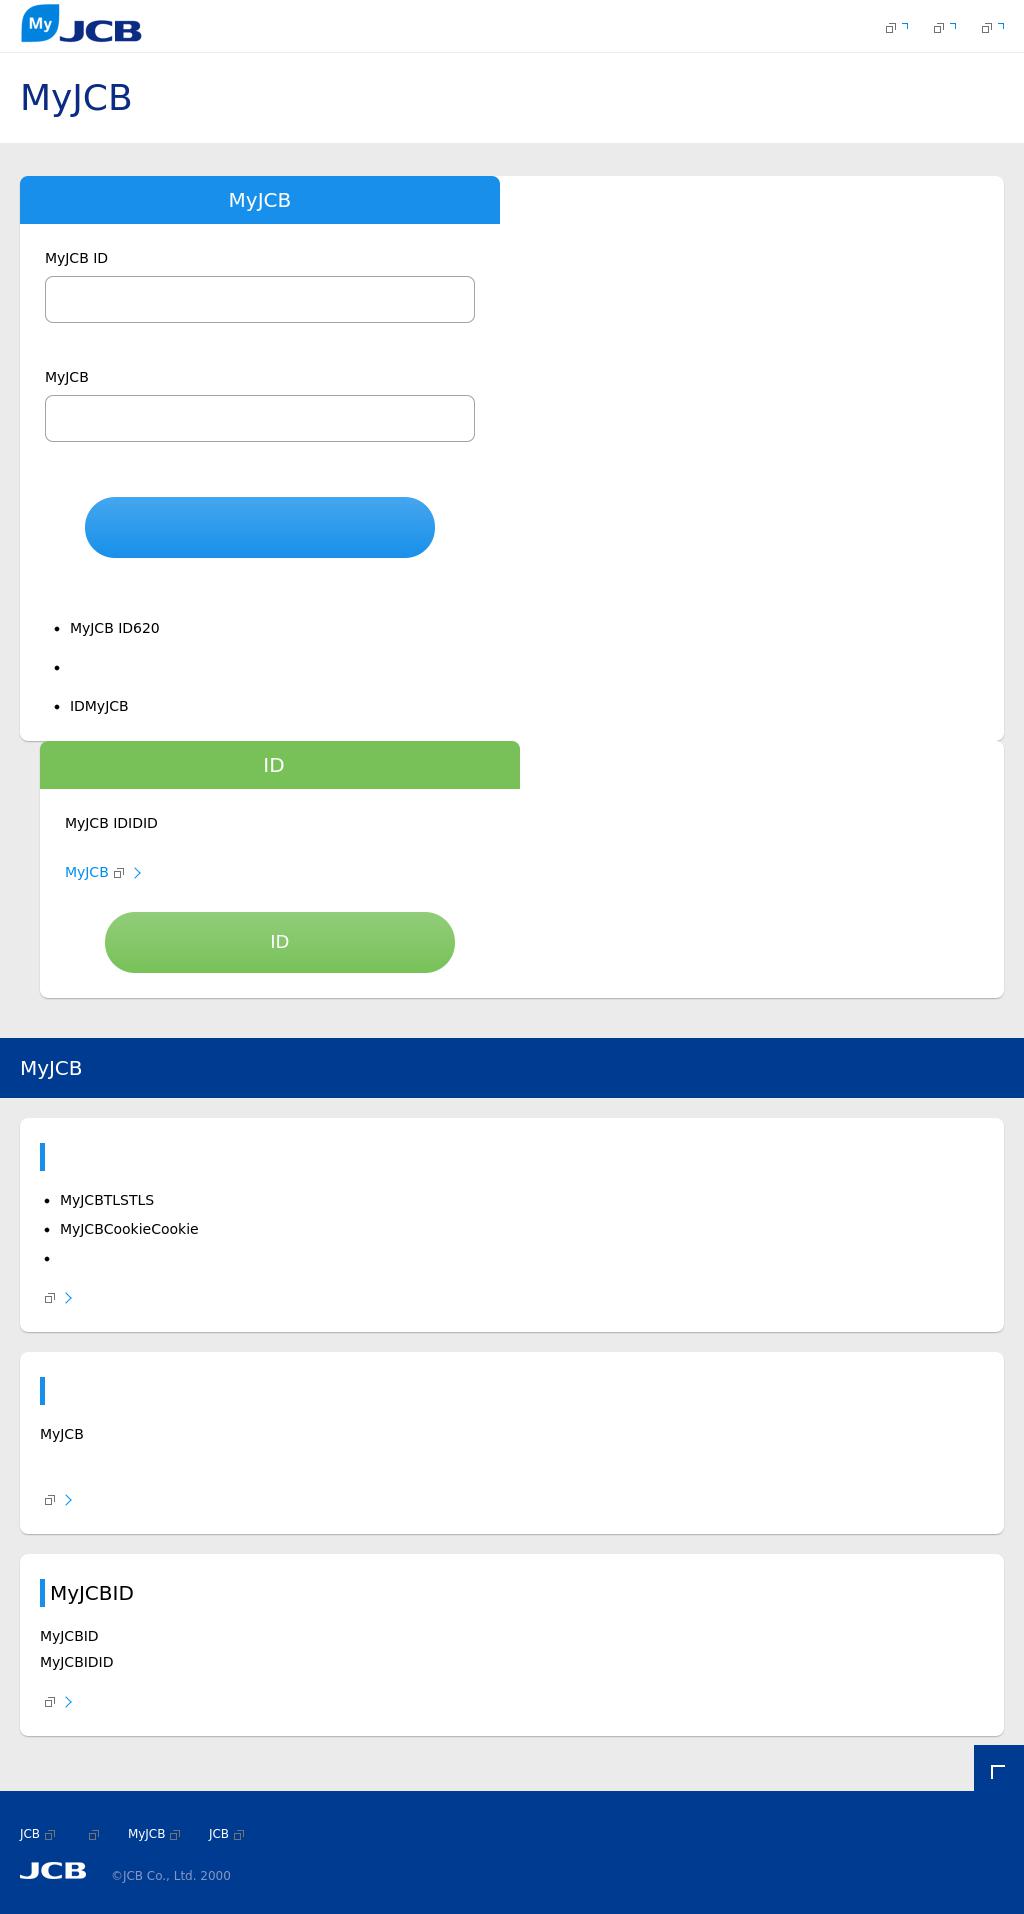 My JCB
MyJCB
MyJCB
MyJCB ID
MyJCB
MyJCB ID620
IDMyJCB
ID
MyJCB IDIDID
MyJCB
ID
MyJCB
MyJCBTLSTLS
MyJCBCookieCookie
MyJCB
MyJCBID
MyJCBID
MyJCBIDID
JCB MyJCB JCB
JCB ©JCB Co., Ltd. 2000